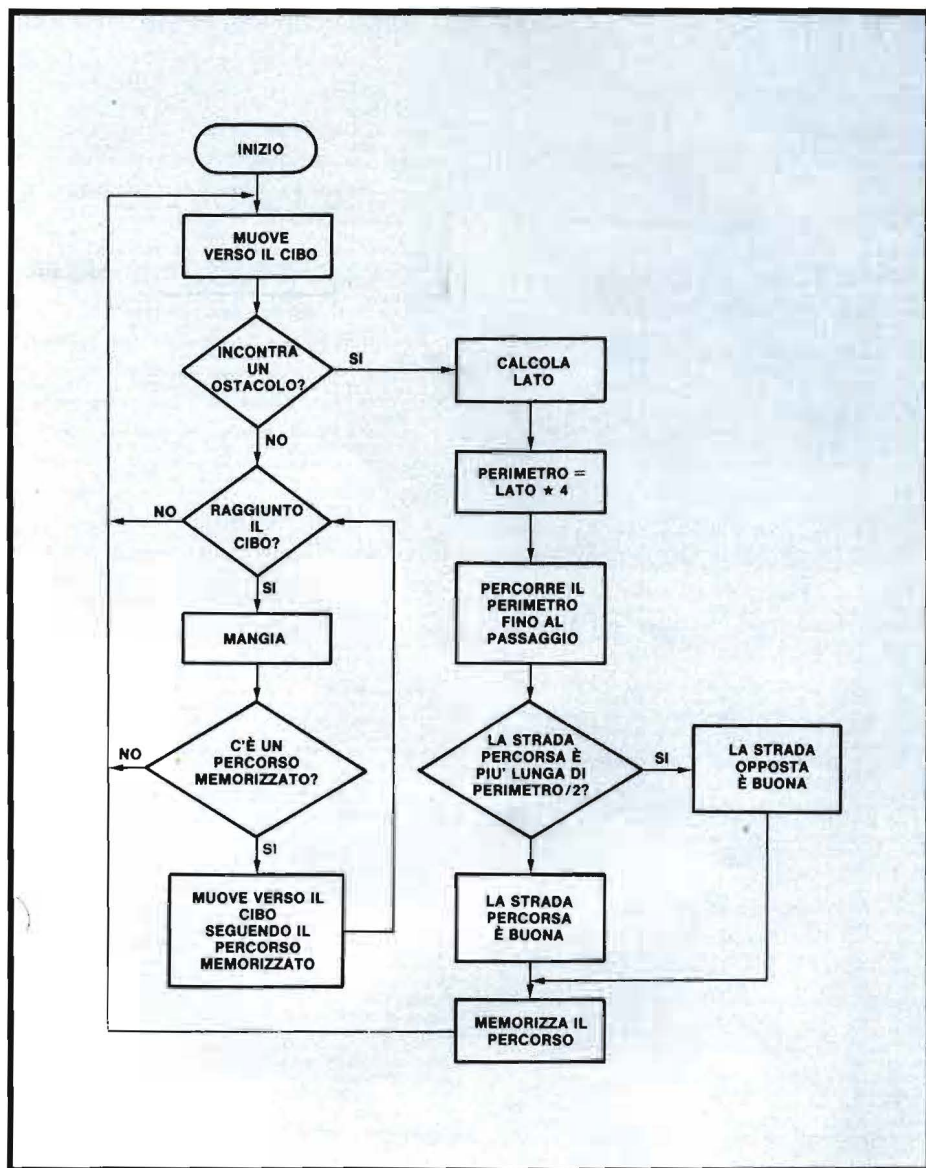 INIZIO
MUOVE
VERSO IL CIBO
INCONTRA
UN
OSTACOLO?
SI
NO
RAGGIUNTO
IL
CIBO?
NO
SI
MANGIA
C'È UN
PERCORSO
MEMORIZZATO?
NO
SI
MUOVE VERSO IL
CIBO
SEGUENDO IL
PERCORSO
MEMORIZZATO
CALCOLA
LATO
PERIMETRO =
LATO ★ 4
PERCORRE IL
PERIMETRO
FINO AL
PASSAGGIO
LA STRADA
PERCORSA È
PIU' LUNGA DI
PERIMETRO/2?
SI
LA STRADA
OPPOSTA
È BUONA
LA STRADA
PERCORSA
È BUONA
MEMORIZZA IL
PERCORSO